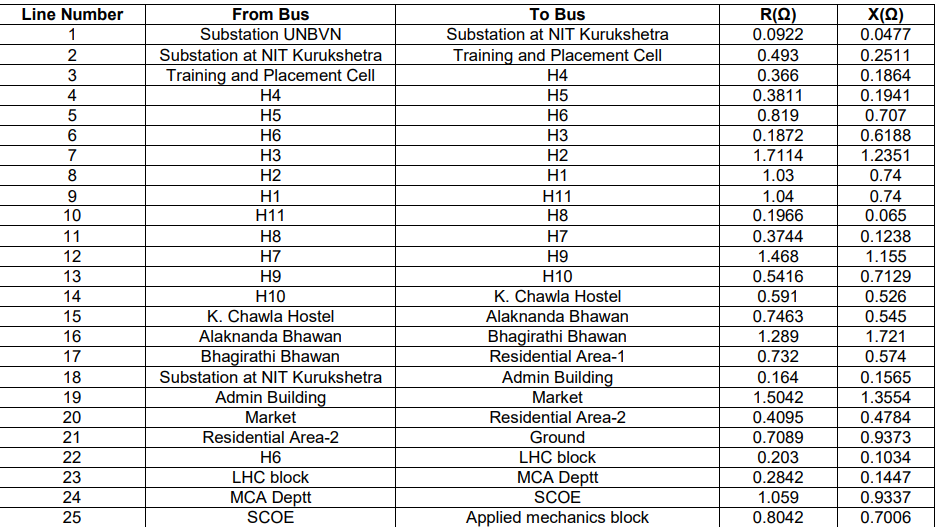 Line Number From Bus To Bus R(Ω) X(Ω)
1 Substation UNBVN Substation at NIT Kurukshetra 0.0922 0.0477
2 Substation at NIT Kurukshetra Training and Placement Cell 0.493 0.2511
3 Training and Placement Cell H4 0.366 0.1864
4 H4 H5 0.3811 0.1941
5 H5 H6 0.819 0.707
6 H6 H3 0.1872 0.6188
7 H3 H2 1.7114 1.2351
8 H2 H1 1.03 0.74
9 H1 H11 1.04 0.74
10 H11 H8 0.1966 0.065
11 H8 H7 0.3744 0.1238
12 H7 H9 1.468 1.155
13 H9 H10 0.5416 0.7129
14 H10 K. Chawla Hostel 0.591 0.526
15 K. Chawla Hostel Alaknanda Bhawan 0.7463 0.545
16 Alaknanda Bhawan Bhagirathi Bhawan 1.289 1.721
17 Bhagirathi Bhawan Residential Area-1 0.732 0.574
18 Substation at NIT Kurukshetra Admin Building 0.164 0.1565
19 Admin Building Market 1.5042 1.3554
20 Market Residential Area-2 0.4095 0.4784
21 Residential Area-2 Ground 0.7089 0.9373
22 H6 LHC block 0.203 0.1034
23 LHC block MCA Deptt 0.2842 0.1447
24 MCA Deptt SCOE 1.059 0.9337
25 SCOE Applied mechanics block 0.8042 0.7006